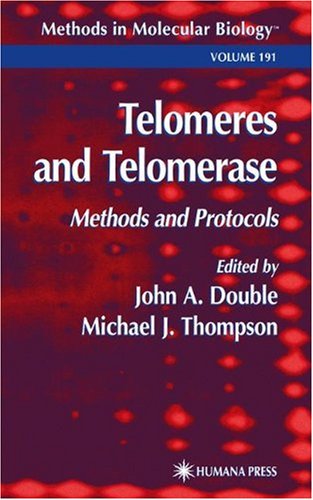 Methods in Molecular Biology™
VOLUME 191
Telomeres
and Telomerase
Methods and Protocols
Edited by
John A. Double
Michael J. Thompson
HUMANA PRESS